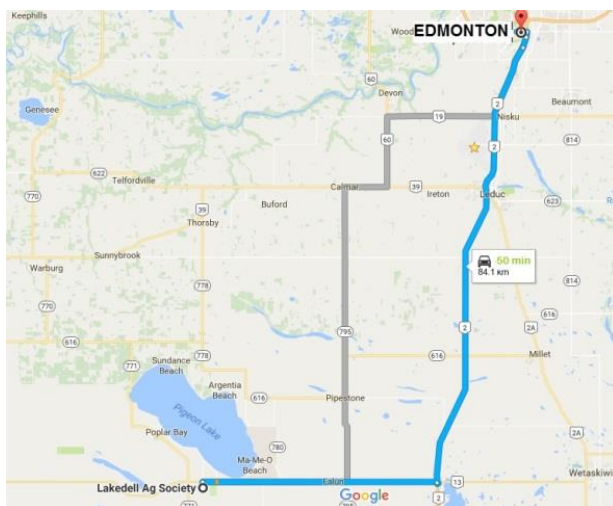 Keephills
Wood
EDMONTON
60
2
Genesee
Devon
19
Nisku
Beaumont
60
2
814
770
622
Telfordville
39
Calmar
39
Ireton
Leduc
Buford
623
Thorsby
Sunnybrook
Warburg
778
50 min
84.1 km
814
770
795
2
2A
616
778
616
Millet
771
Sundance
Beach
Argentia
Beach
616
Pipestone
Pigeon Lake
Poplar Bay
780
2A
Ma-Me-O
Beach
Wetaskiwi
Lakedell Ag Society
Falun
13
Google
2
771
795